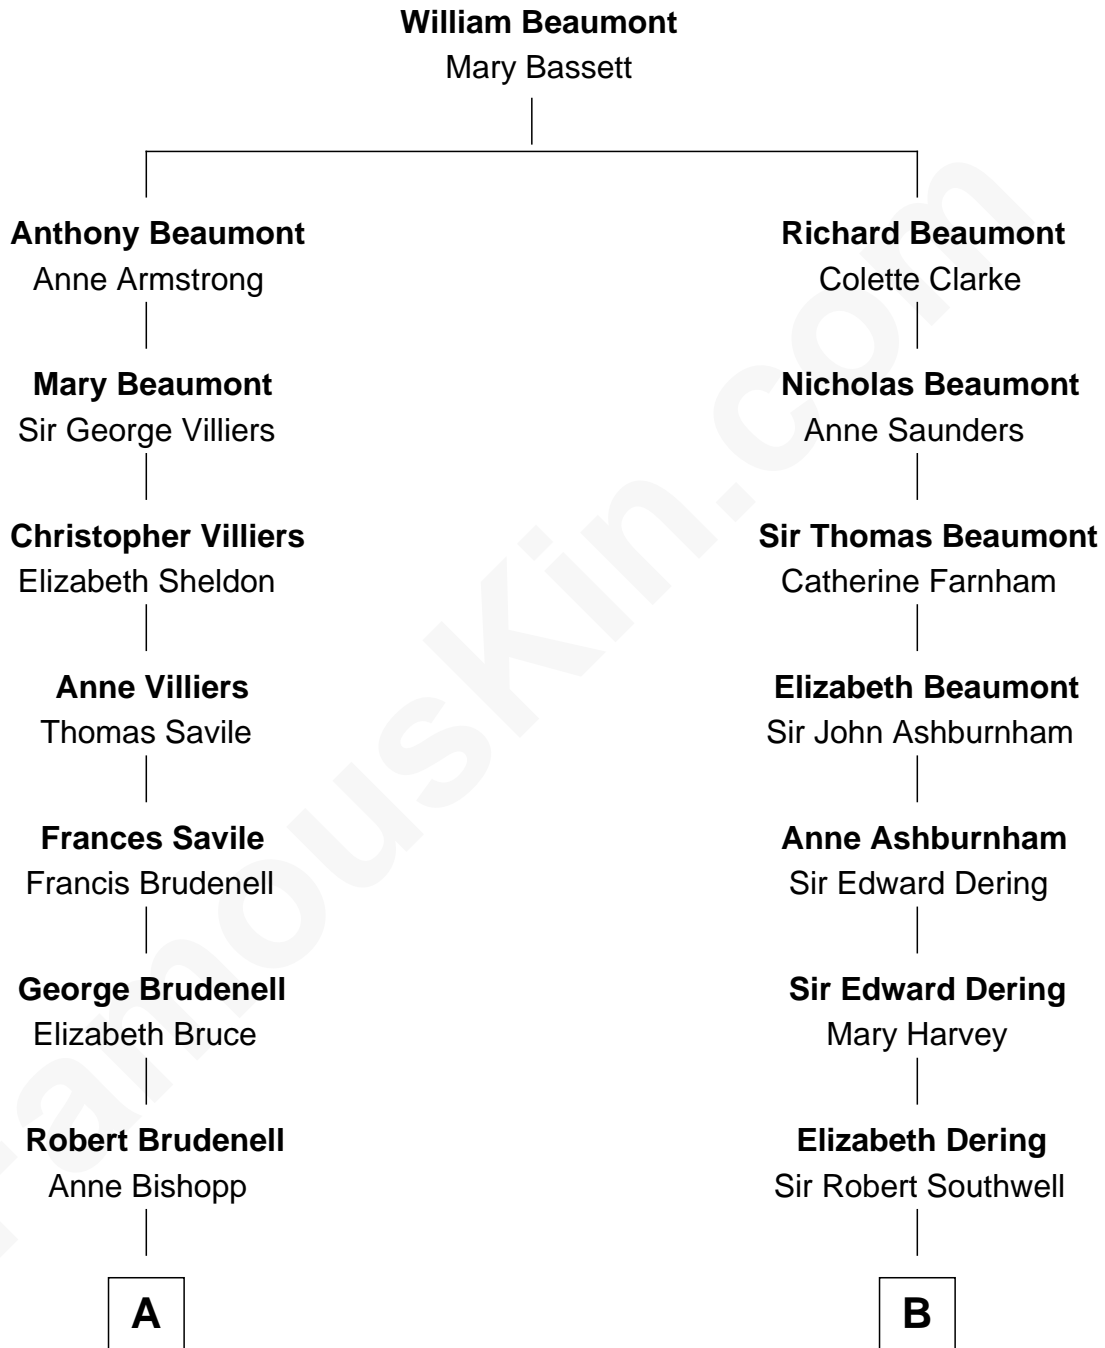 William Beaumont
Mary Bassett
Anthony Beaumont
Anne Armstrong
Mary Beaumont
Sir George Villiers
Christopher Villiers
Elizabeth Sheldon
Anne Villiers
Thomas Savile
Frances Savile
Francis Brudenell
George Brudenell
Elizabeth Bruce
Robert Brudenell
Anne Bishopp
A
Richard Beaumont
Colette Clarke
Nicholas Beaumont
Anne Saunders
Sir Thomas Beaumont
Catherine Farnham
Elizabeth Beaumont
Sir John Ashburnham
Anne Ashburnham
Sir Edward Dering
Sir Edward Dering
Mary Harvey
Elizabeth Dering
Sir Robert Southwell
B
FamousKin.com